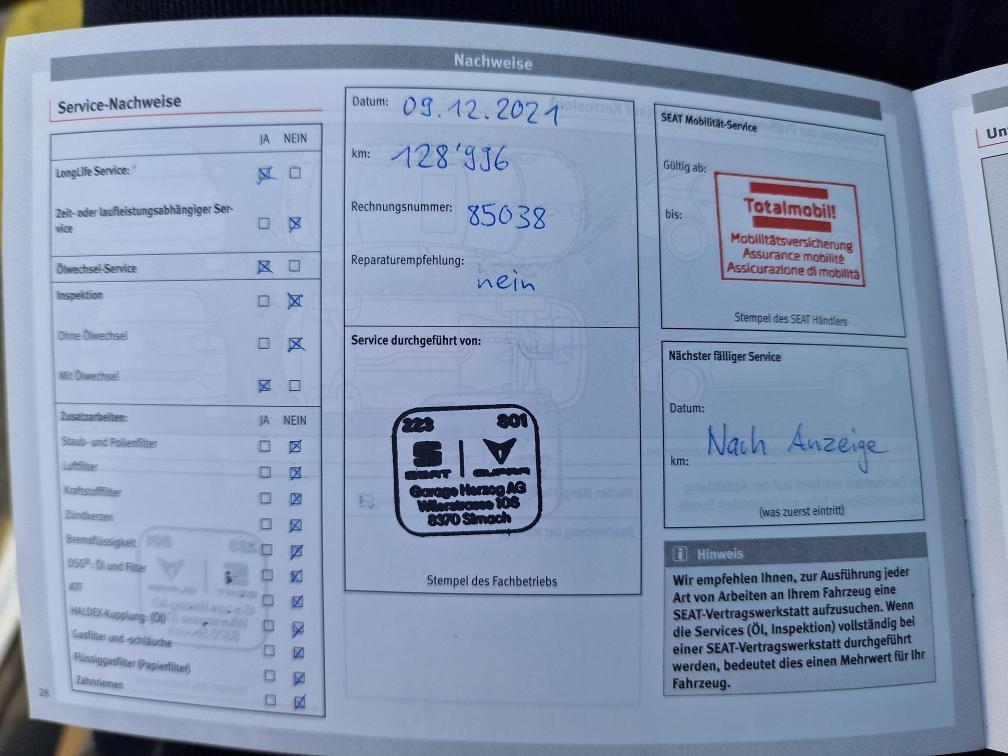 Nachweise
Service-Nachweise
JA NEIN
LongLife Service:
Zeit- oder laufleistungsabhängiger Ser-
vice
Ölwechsel-Service
Inspektion
Ohne Ölwechsel
Mit Ölwechsel
Zusatzarbeiten: JA NEIN
Staub- und Pollenfilter
Luftfilter
Kraftstofffilter
Zündkerzen
Bremsflüssigkeit
DSG®: Öl und Filter
ATF
HALDEX-Kupplung: (Öl)
Gasfilter und -schläuche
Flüssiggasfilter (Papierfilter)
Zahnriemen
28
Datum: 09.12.2021
km: 128'996
Rechnungsnummer: 85038
Reparaturempfehlung:
nein
Service durchgeführt von:
223 801
SEAT CUPRA
Garage Herzog AG
Wilerstrasse 106
8370 Sirnach
Stempel des Fachbetriebs
SEAT Mobilität-Service
Gültig ab:
bis:
Totalmobil!
Mobilitätsversicherung
Assurance mobilité
Assicurazione di mobilità
Stempel des SEAT Händlers
Nächster fälliger Service
Datum:
Nach Anzeige
km:
(was zuerst eintritt)
Hinweis
Wir empfehlen Ihnen, zur Ausführung jeder
Art von Arbeiten an Ihrem Fahrzeug eine
SEAT-Vertragswerkstatt aufzusuchen. Wenn
die Services (Öl, Inspektion) vollständig bei
einer SEAT-Vertragswerkstatt durchgeführt
werden, bedeutet dies einen Mehrwert für Ihr
Fahrzeug.